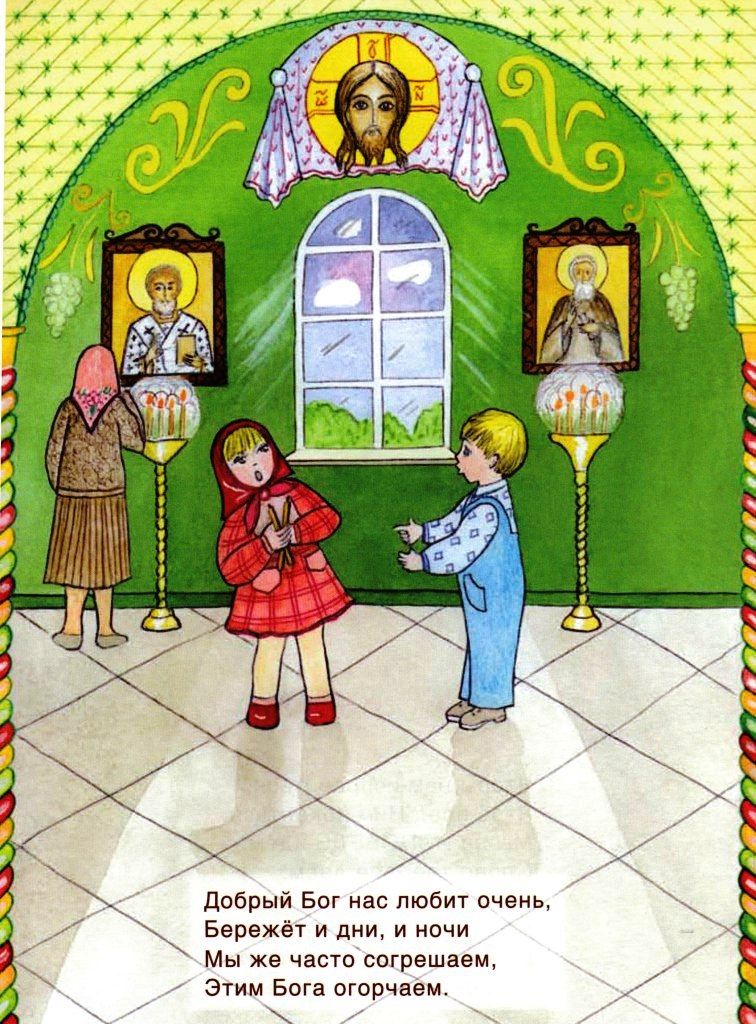 Ѡ О Н
Добрый Бог нас любит очень,
Бережёт и дни, и ночи
Мы же часто согрешаем,
Этим Бога огорчаем.